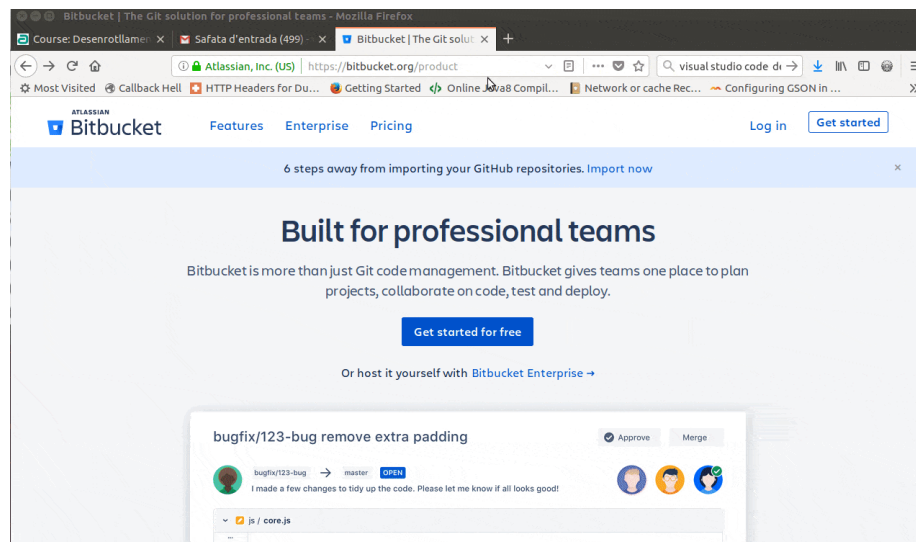 Bitbucket | The Git solution for professional teams - Mozilla Firefox
Course: Desenrotllamen
Safata d'entrada (499) -
Bitbucket | The Git solut
Atlassian, Inc. (US) https://bitbucket.org/product
visual studio code de
Most Visited Callback Hell HTTP Headers for Du... Getting Started Online Java8 Compil... Network or cache Rec... Configuring GSON in ...
ATLASSIAN
Bitbucket
Features Enterprise Pricing Log in Get started
6 steps away from importing your GitHub repositories. Import now
Built for professional teams
Bitbucket is more than just Git code management. Bitbucket gives teams one place to plan
projects, collaborate on code, test and deploy.
Get started for free
Or host it yourself with Bitbucket Enterprise →
bugfix/123-bug remove extra padding Approve Merge
bugfix/123-bug → master OPEN
I made a few changes to tidy up the code. Please let me know if all looks good!
js / core.js
...